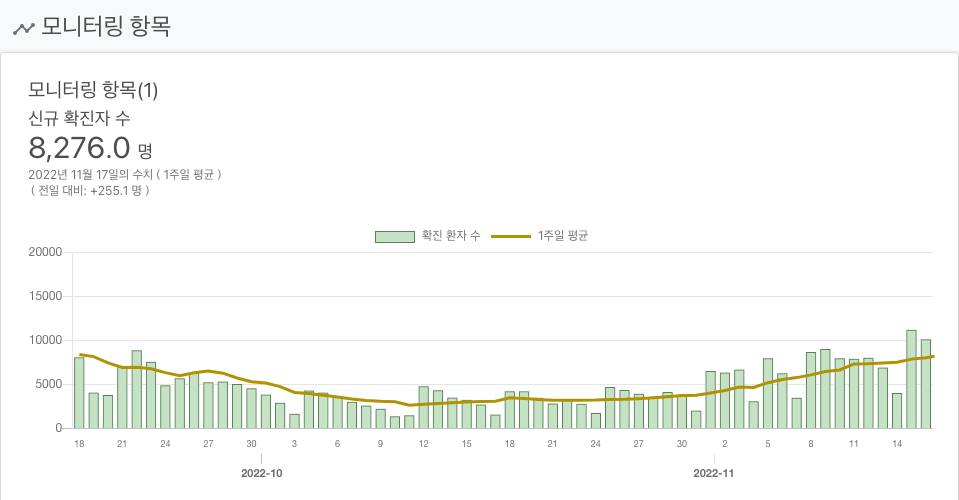 모니터링 항목
모니터링 항목(1)
신규 확진자 수
8,276.0 명
2022년 11월 17일의 수치 ( 1주일 평균 )
( 전일 대비: +255.1 명 )
확진 환자 수 1주일 평균
20000
15000
10000
5000
0
18 21 24 27 30 3 6 9 12 15 18 21 24 27 30 2 5 8 11 14
2022-10 2022-11